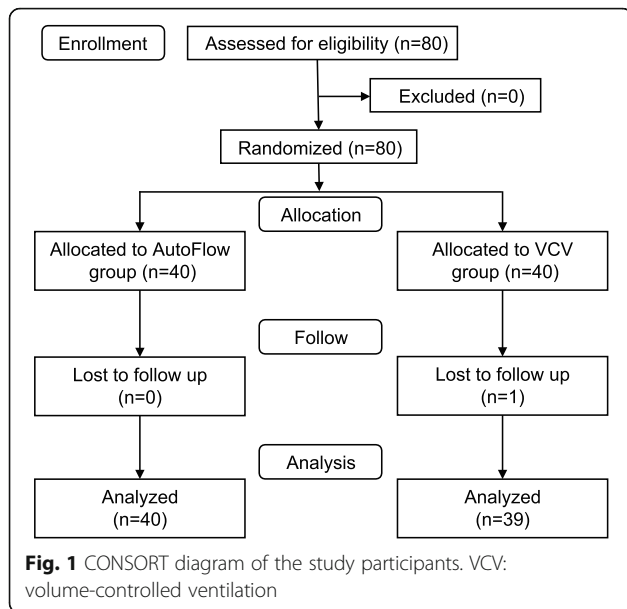 Enrollment
Assessed for eligibility (n=80)
Excluded (n=0)
Randomized (n=80)
Allocation
Allocated to AutoFlow
group (n=40)
Allocated to VCV
group (n=40)
Follow
Lost to follow up
(n=0)
Lost to follow up
(n=1)
Analysis
Analyzed
(n=40)
Analyzed
(n=39)
Fig. 1 CONSORT diagram of the study participants. VCV:
volume-controlled ventilation